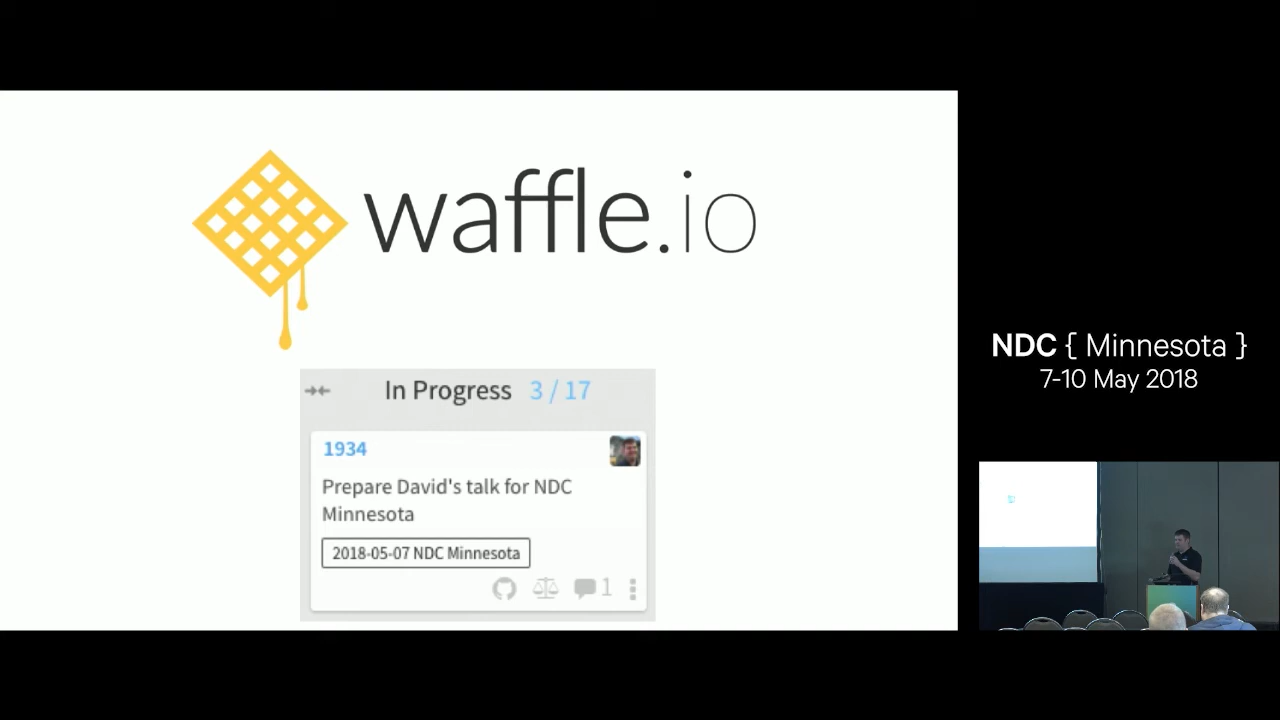 waffle.io
In Progress 3 / 17
1934
Prepare David's talk for NDC
Minnesota
2018-05-07 NDC Minnesota
1
NDC { Minnesota }
7-10 May 2018